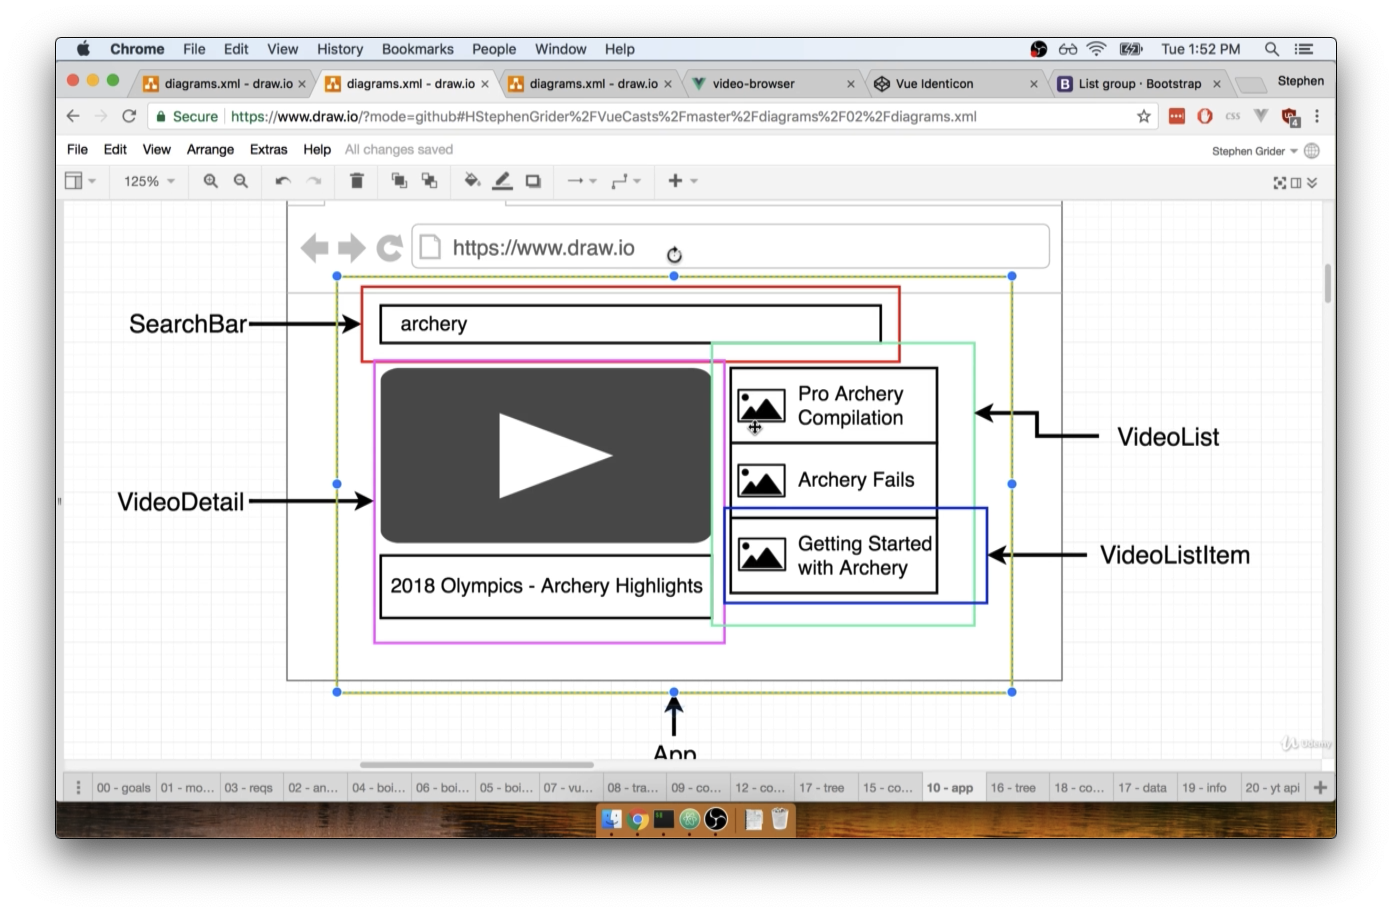 Chrome File Edit View History Bookmarks People Window Help Tue 1:52 PM
diagrams.xml - draw.io diagrams.xml - draw.io diagrams.xml - draw.io video-browser Vue Identicon List group · Bootstrap Stephen
Secure https://www.draw.io/?mode=github#HStephenGrider%2FVueCasts%2Fmaster%2Fdiagrams%2F02%2Fdiagrams.xml CSS 4
File Edit View Arrange Extras Help All changes saved Stephen Grider
125%
https://www.draw.io
SearchBar
archery
Pro Archery
Compilation
VideoList
Archery Fails
VideoDetail
Getting Started
with Archery
VideoListItem
2018 Olympics - Archery Highlights
App
Udemy
00 - goals 01 - mo... 03 - reqs 02 - an... 04 - boi... 06 - boi... 05 - boi... 07 - vu... 08 - tra... 09 - co... 12 - co... 17 - tree 15 - co... 10 - app 16 - tree 18 - co... 17 - data 19 - info 20 - yt api